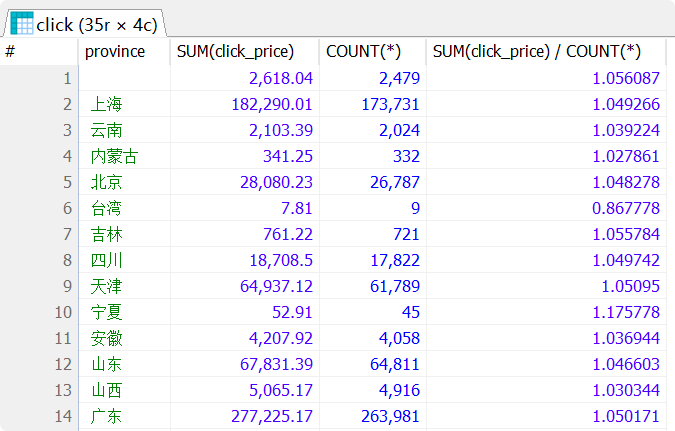 click (35r × 4c)
# province SUM(click_price) COUNT(*) SUM(click_price) / COUNT(*)
1 2,618.04 2,479 1.056087
2 上海 182,290.01 173,731 1.049266
3 云南 2,103.39 2,024 1.039224
4 内蒙古 341.25 332 1.027861
5 北京 28,080.23 26,787 1.048278
6 台湾 7.81 9 0.867778
7 吉林 761.22 721 1.055784
8 四川 18,708.5 17,822 1.049742
9 天津 64,937.12 61,789 1.05095
10 宁夏 52.91 45 1.175778
11 安徽 4,207.92 4,058 1.036944
12 山东 67,831.39 64,811 1.046603
13 山西 5,065.17 4,916 1.030344
14 广东 277,225.17 263,981 1.050171